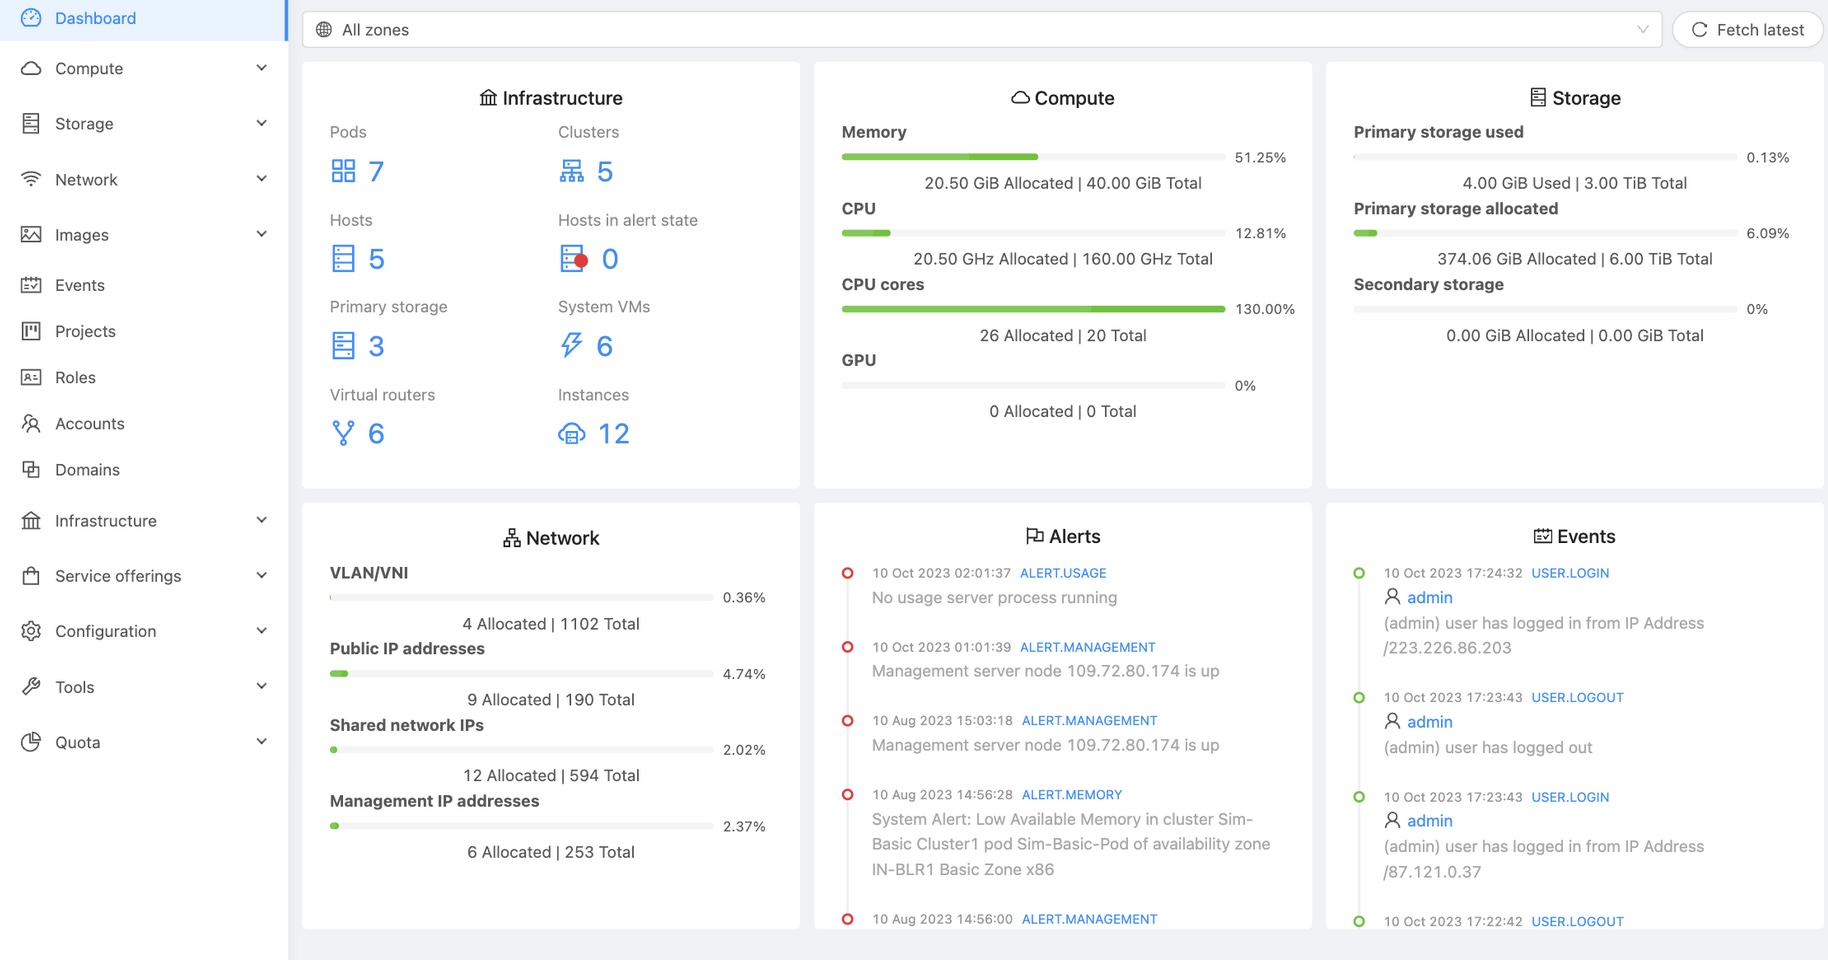 Dashboard
Compute
Storage
Network
Images
Events
Projects
Roles
Accounts
Domains
Infrastructure
Service offerings
Configuration
Tools
Quota
All zones
Fetch latest
Infrastructure
Pods
Clusters
7
5
Hosts
Hosts in alert state
5
0
Primary storage
System VMs
3
6
Virtual routers
Instances
6
12
Compute
Memory
51.25%
20.50 GiB Allocated | 40.00 GiB Total
CPU
12.81%
20.50 GHz Allocated | 160.00 GHz Total
CPU cores
130.00%
26 Allocated | 20 Total
GPU
0%
0 Allocated | 0 Total
Storage
Primary storage used
0.13%
4.00 GiB Used | 3.00 TiB Total
Primary storage allocated
6.09%
374.06 GiB Allocated | 6.00 TiB Total
Secondary storage
0%
0.00 GiB Allocated | 0.00 GiB Total
Network
VLAN/VNI
0.36%
4 Allocated | 1102 Total
Public IP addresses
4.74%
9 Allocated | 190 Total
Shared network IPs
2.02%
12 Allocated | 594 Total
Management IP addresses
2.37%
6 Allocated | 253 Total
Alerts
10 Oct 2023 02:01:37 ALERT.USAGE
No usage server process running
10 Oct 2023 01:01:39 ALERT.MANAGEMENT
Management server node 109.72.80.174 is up
10 Aug 2023 15:03:18 ALERT.MANAGEMENT
Management server node 109.72.80.174 is up
10 Aug 2023 14:56:28 ALERT.MEMORY
System Alert: Low Available Memory in cluster Sim-
Basic Cluster1 pod Sim-Basic-Pod of availability zone
IN-BLR1 Basic Zone x86
10 Aug 2023 14:56:00 ALERT.MANAGEMENT
Events
10 Oct 2023 17:24:32 USER.LOGIN
admin
(admin) user has logged in from IP Address
/223.226.86.203
10 Oct 2023 17:23:43 USER.LOGOUT
admin
(admin) user has logged out
10 Oct 2023 17:23:43 USER.LOGIN
admin
(admin) user has logged in from IP Address
/87.121.0.37
10 Oct 2023 17:22:42 USER.LOGOUT